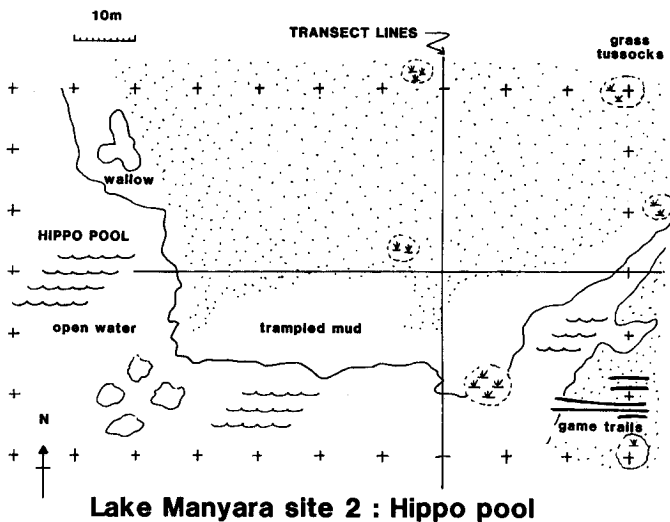 10m
TRANSECT LINES
grass
tussocks
wallow
HIPPO POOL
open water
trampled mud
game trails
N
Lake Manyara site 2 : Hippo pool